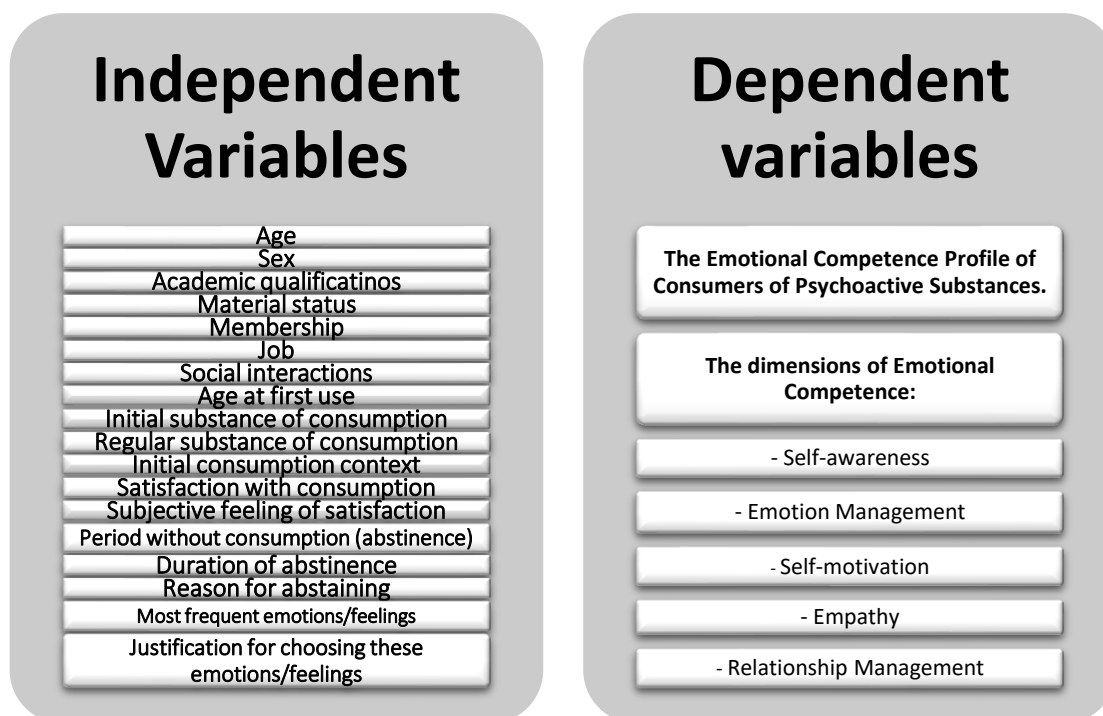 Independent
Variables
Age
Sex
Academic qualificatinos
Material status
Membership
Job
Social interactions
Age at first use
Initial substance of consumption
Regular substance of consumption
Initial consumption context
Satisfaction with consumption
Subjective feeling of satisfaction
Period without consumption (abstinence)
Duration of abstinence
Reason for abstaining
Most frequent emotions/feelings
Justification for choosing these
emotions/feelings
Dependent
variables
The Emotional Competence Profile of
Consumers of Psychoactive Substances.
The dimensions of Emotional
Competence:
- Self-awareness
- Emotion Management
- Self-motivation
- Empathy
- Relationship Management